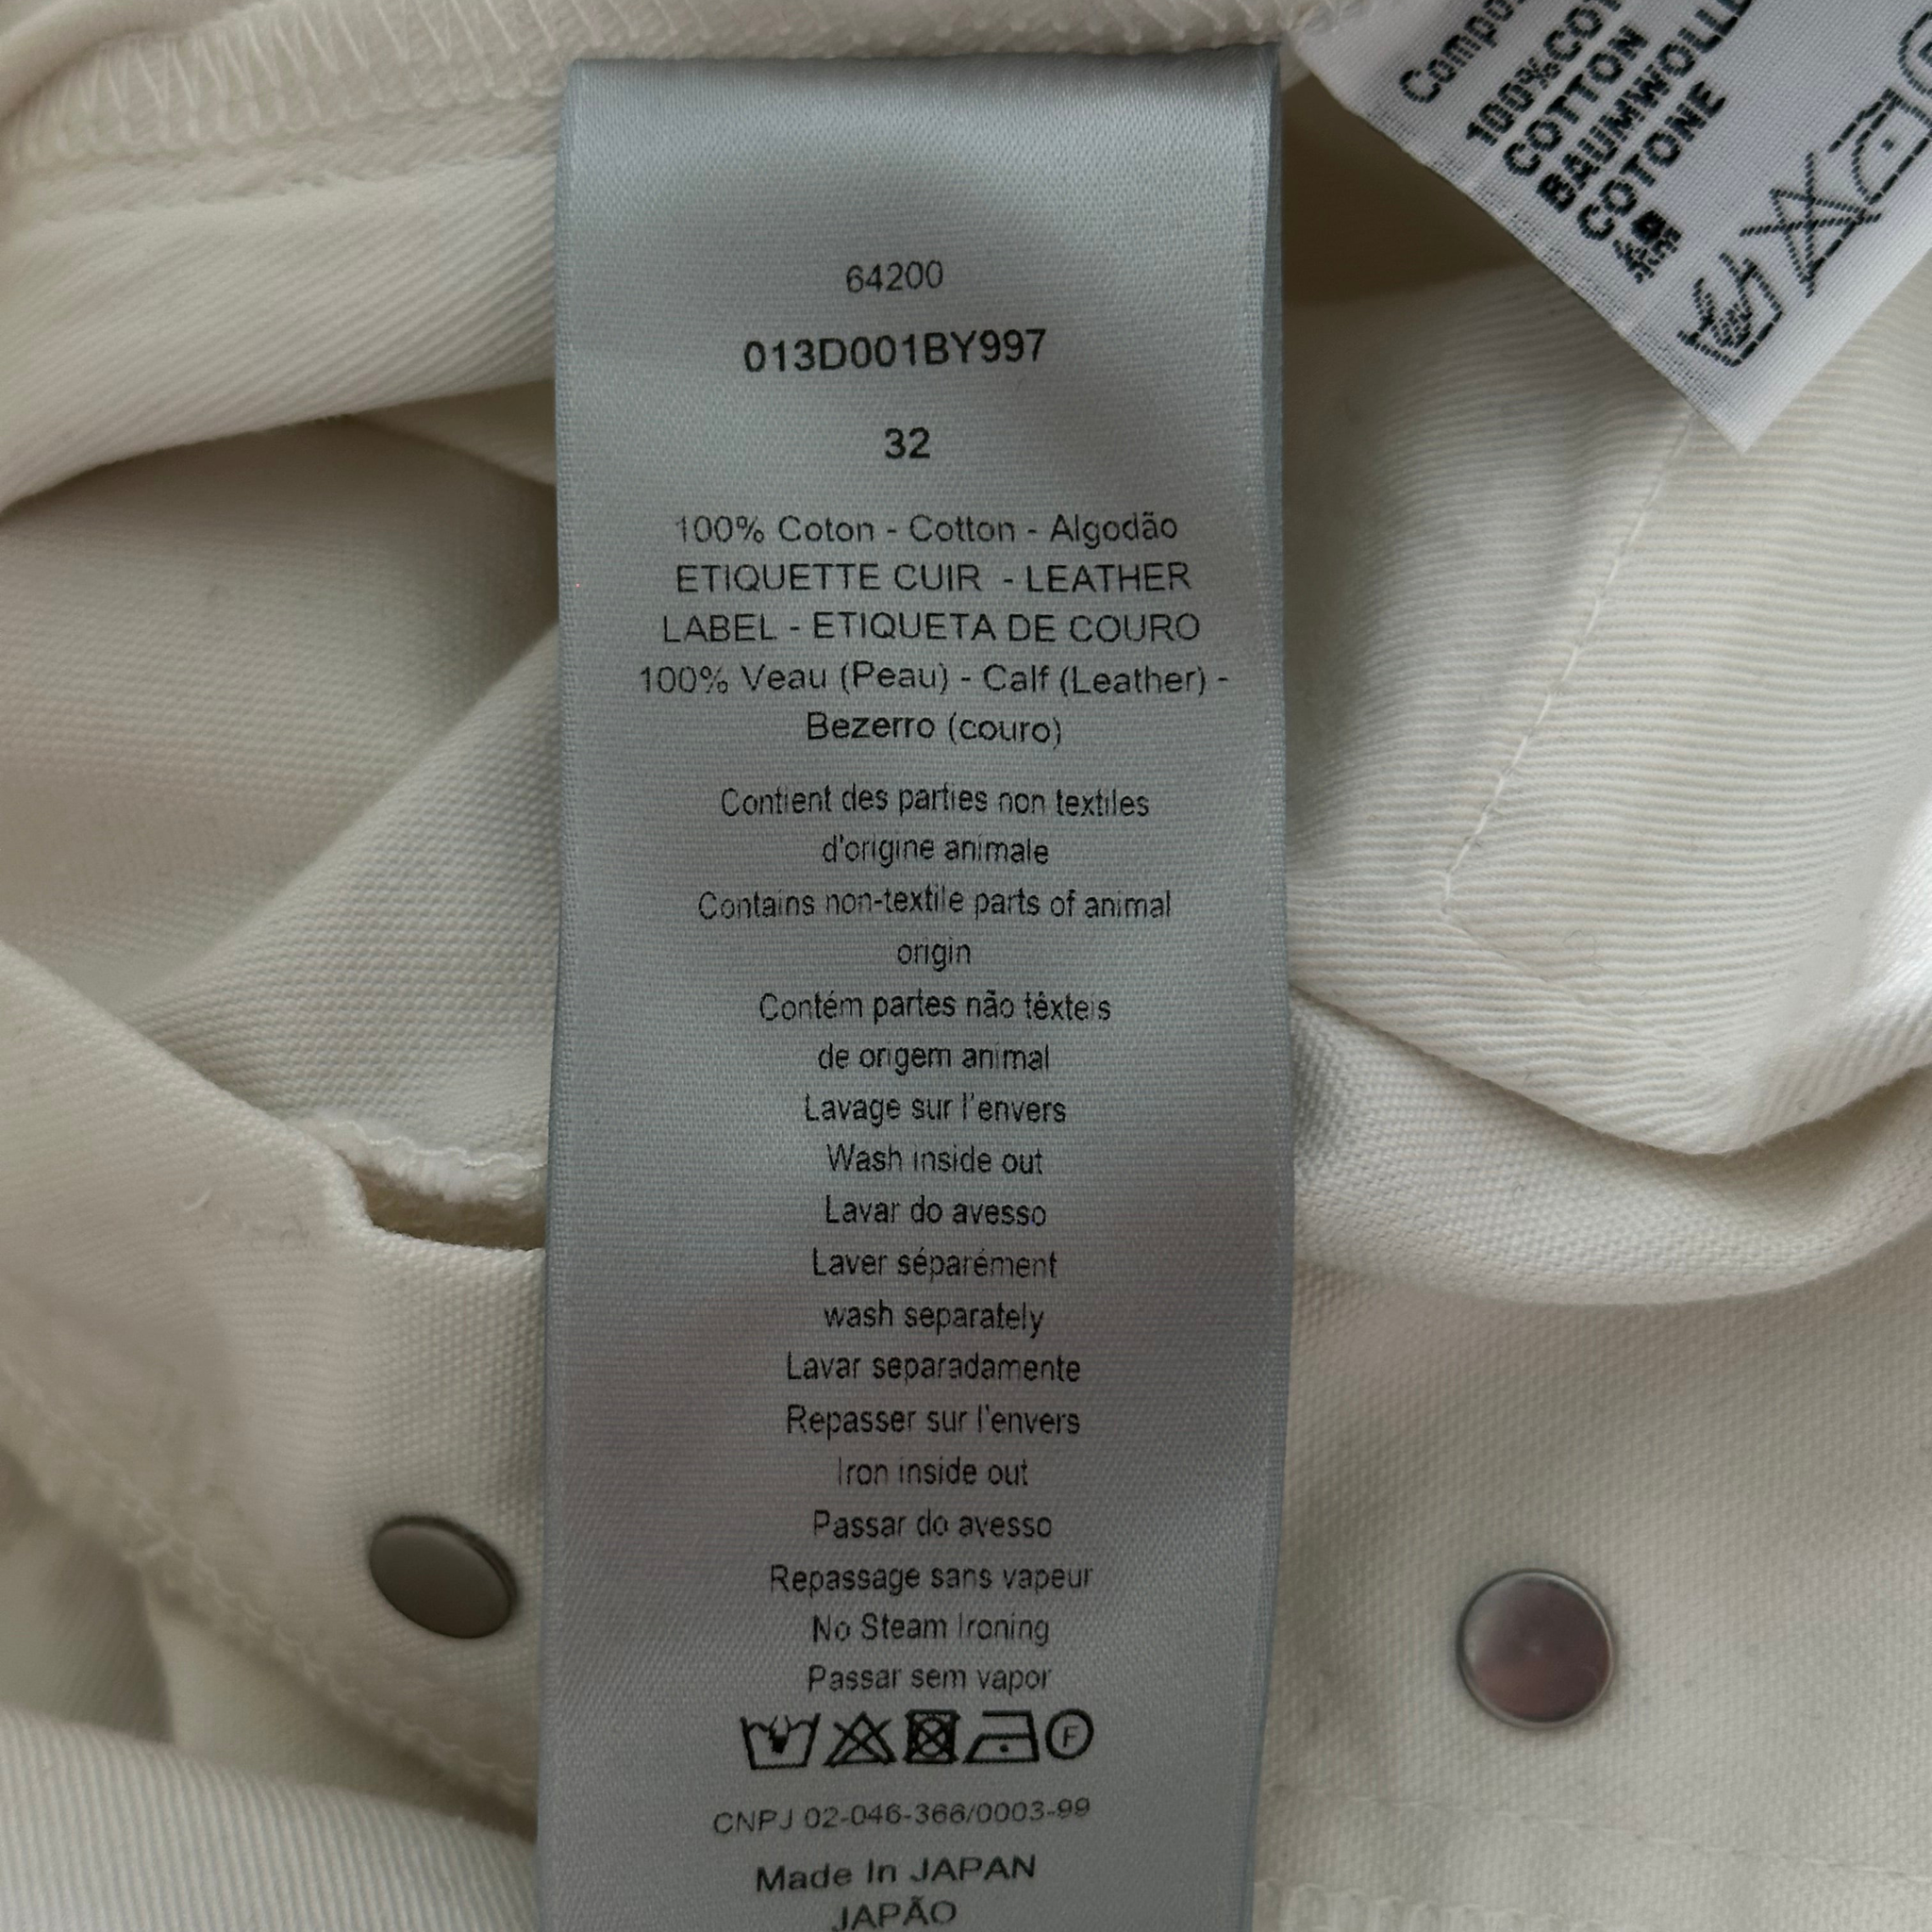 64200
013D001BY997
32
100% Coton - Cotton - Algodão
ETIQUETTE CUIR - LEATHER
LABEL - ETIQUETA DE COURO
100% Veau (Peau) - Calf (Leather) -
Bezerro (couro)
Contient des parties non textiles
d'origine animale
Contains non-textile parts of animal
origin
Contém partes não têxteis
de origem animal
Lavage sur l'envers
Wash inside out
Lavar do avesso
Laver séparément
wash separately
Lavar separadamente
Repasser sur l'envers
Iron inside out
Passar do avesso
Repassage sans vapeur
No Steam Ironing
Passar sem vapor
F
CNPJ 02-046-366/0003-99
Made In JAPAN
JAPÃO
100%
COTTON
COTONE